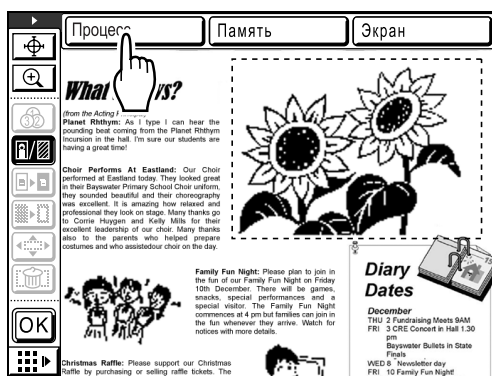 Процесс
Память
Экран
What
ys?
(from the Acting
Planet Rhthym: As I type I can hear the
pounding beat coming from the Planet Rhthym
Incursion in the hall. I'm sure our students are
having a great time!
Choir Performs At Eastland: Our Choir
performed at Eastland today. They looked great
in their Bayswater Primary School Choir uniform,
they sounded beautiful and their choreography
was excellent. It is amazing how relaxed and
professional they look on stage. Many thanks go
to Corrie Huygen and Kelly Mills for their
excellent leadership of our choir. Many thanks
also to the parents who helped prepare
costumes and who assistedour choir on the day.
Family Fun Night: Please plan to join in
the fun of our Family Fun Night on Friday
10th December. There will be games,
snacks, special performances and a
special visitor. The Family Fun Night
commences at 4 pm but families can join in
the fun whenever they arrive. Watch for
notices with more details.
Christmas Raffle: Please support our Christmas
Raffle by purchasing or selling raffle tickets. The
Diary
Dates
December
THU 2 Fundraising Meets 9AM
FRI 3 CRE Concert in Hall 1.30
pm
Bayswater Bullets in State
Finals
WED 8 Newsletter day
FRI 10 Family Fun Night!
OK